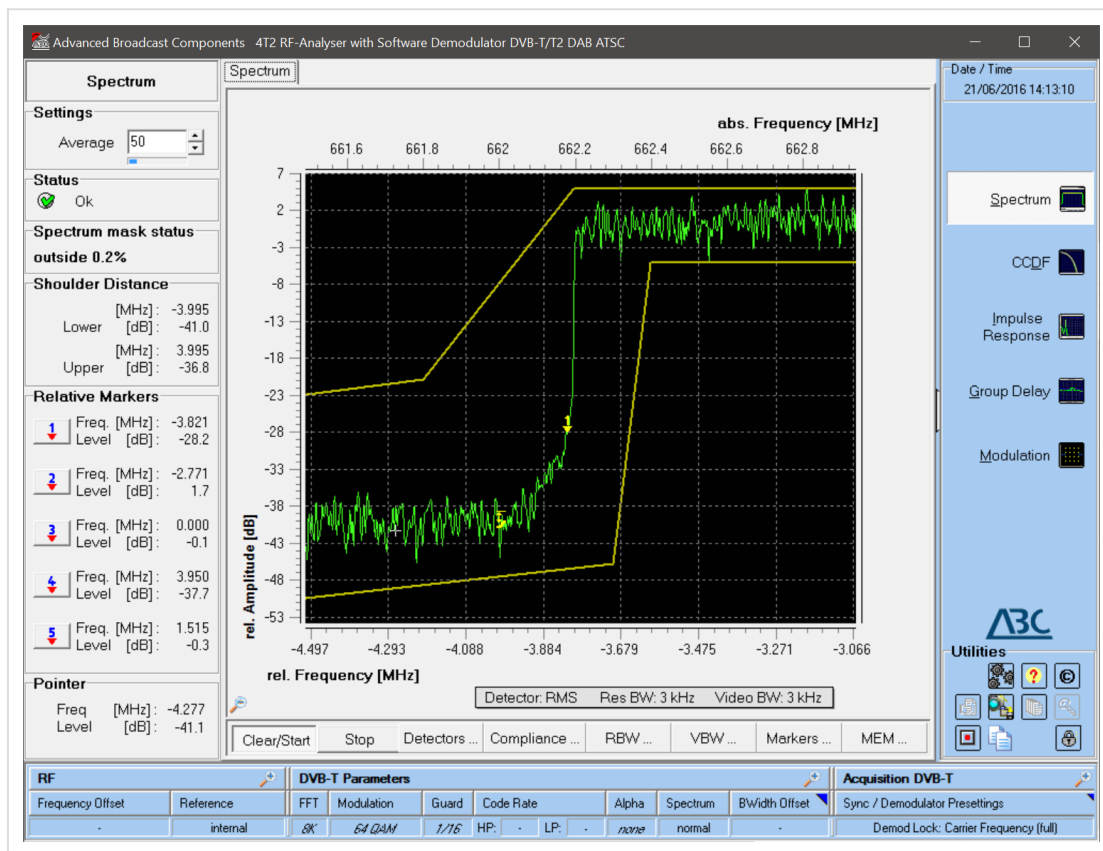 Advanced Broadcast Components 4T2 RF-Analyser with Software Demodulator DVB-T/T2 DAB ATSC
Spectrum
Settings
Average 50
Status
Ok
Spectrum mask status
outside 0.2%
Shoulder Distance
[MHz] : -3.995
Lower [dB] : -41.0
[MHz] : 3.995
Upper [dB] : -36.8
Relative Markers
1 Freq. [MHz] : -3.821
Level [dB] : -28.2
2 Freq. [MHz] : -2.771
Level [dB] : 1.7
3 Freq. [MHz] : 0.000
Level [dB] : -0.1
4 Freq. [MHz] : 3.950
Level [dB] : -37.7
5 Freq. [MHz] : 1.515
Level [dB] : -0.3
Pointer
Freq [MHz] : -4.277
Level [dB] : -41.1
Spectrum
abs. Frequency [MHz]
661.6 661.8 662 662.2 662.4 662.6 662.8
7
2
-3
-8
-13
-18
-23
-28
-33
-38
-43
-48
-53
rel. Amplitude [dB]
1
-4.497 -4.293 -4.088 -3.884 -3.679 -3.475 -3.271 -3.066
rel. Frequency [MHz]
Detector: RMS Res BW: 3 kHz Video BW: 3 kHz
Clear/Start Stop Detectors ... Compliance ... RBW ... VBW ... Markers ... MEM ...
Date / Time
21/06/2016 14:13:10
Spectrum
CCDF
Impulse
Response
Group Delay
Modulation
ABC
Utilities
?
©
RF DVB-T Parameters Acquisition DVB-T
Frequency Offset Reference FFT Modulation Guard Code Rate Alpha Spectrum BWidth Offset Sync / Demodulator Presettings
- internal 8K 64 QAM 1/16 HP: - LP: - none normal - Demod Lock: Carrier Frequency (full)